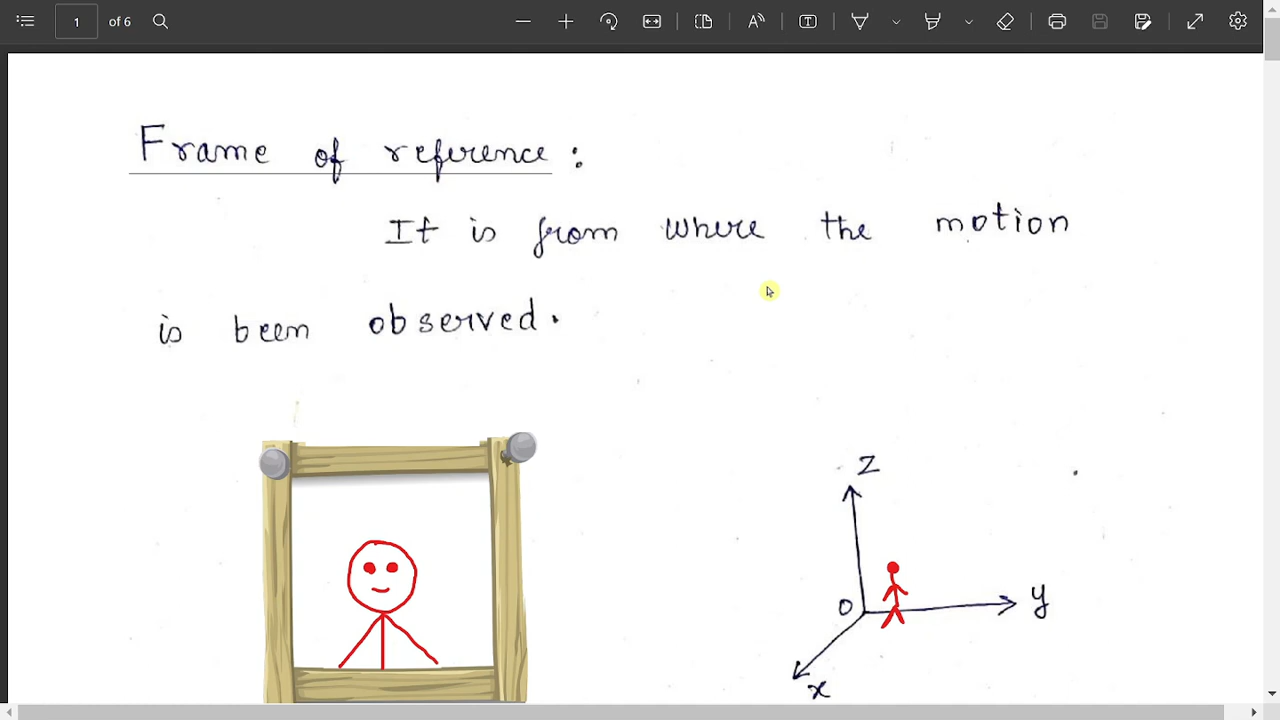 1 of 6
Frame of reference :
It is from where the motion
is been observed.
Z
O
y
x